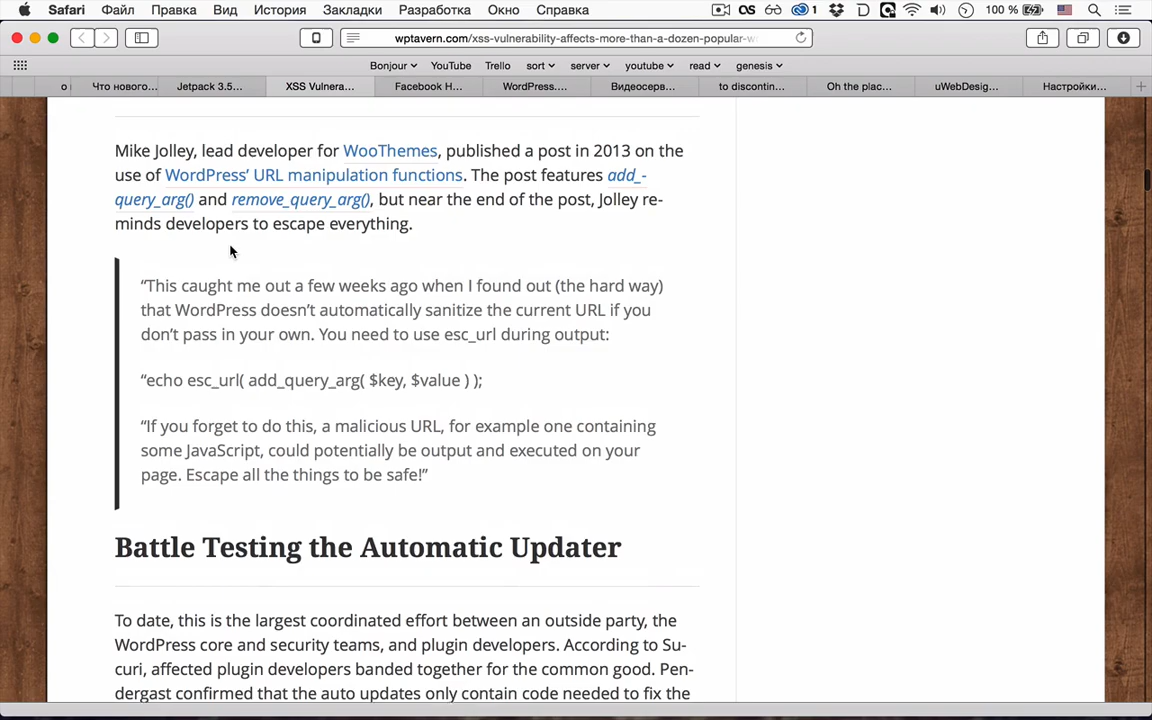 Safari Файл Правка Вид История Закладки Разработка Окно Справка 1 100 %
wptavern.com/xss-vulnerability-affects-more-than-a-dozen-popular-w
Bonjour YouTube Trello sort server youtube read genesis
о Что нового... Jetpack 3.5... XSS Vulnera... Facebook H... WordPress.... Видеосерв... to discontin... Oh the plac... uWebDesig... Настройки...
Mike Jolley, lead developer for WooThemes, published a post in 2013 on the
use of WordPress’ URL manipulation functions. The post features add_-
query_arg() and remove_query_arg(), but near the end of the post, Jolley re-
minds developers to escape everything.
“This caught me out a few weeks ago when I found out (the hard way)
that WordPress doesn’t automatically sanitize the current URL if you
don’t pass in your own. You need to use esc_url during output:
“echo esc_url( add_query_arg( $key, $value ) );
“If you forget to do this, a malicious URL, for example one containing
some JavaScript, could potentially be output and executed on your
page. Escape all the things to be safe!”
Battle Testing the Automatic Updater
To date, this is the largest coordinated effort between an outside party, the
WordPress core and security teams, and plugin developers. According to Su-
curi, affected plugin developers banded together for the common good. Pen-
dergast confirmed that the auto updates only contain code needed to fix the